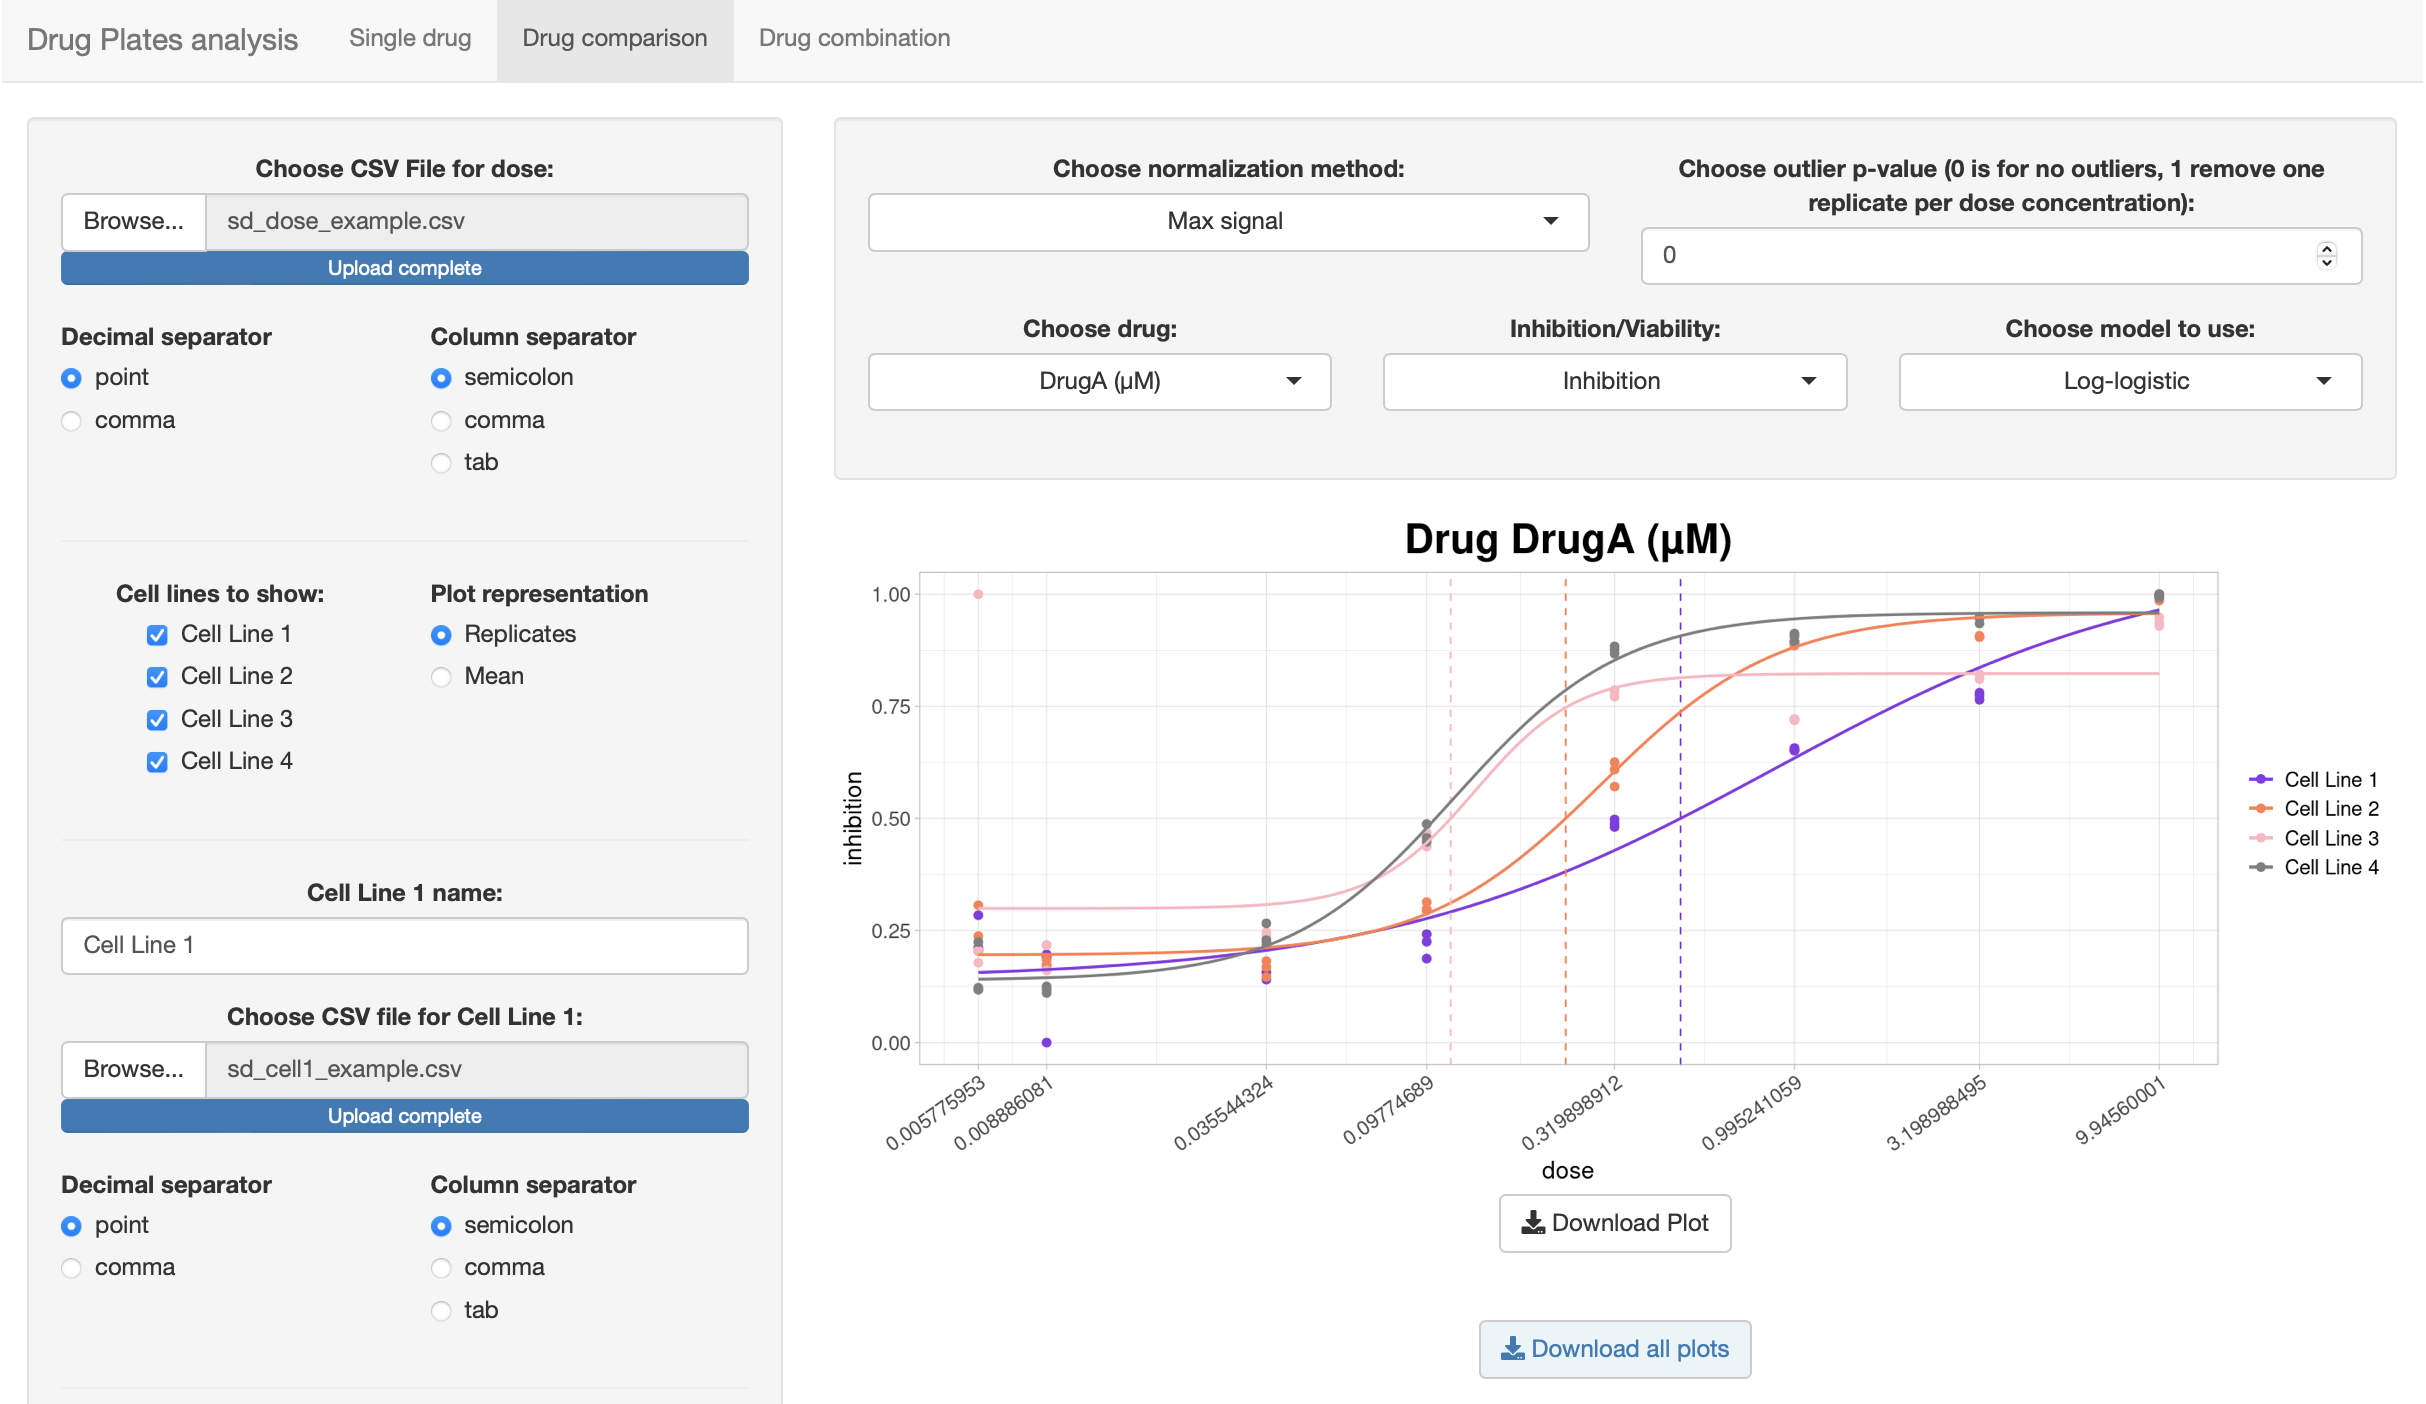 Drug Plates analysis
Single drug
Drug comparison
Drug combination
Choose CSV File for dose:
Browse...
sd_dose_example.csv
Upload complete
Decimal separator
point
comma
Column separator
semicolon
comma
tab
Cell lines to show:
Cell Line 1
Cell Line 2
Cell Line 3
Cell Line 4
Plot representation
Replicates
Mean
Cell Line 1 name:
Cell Line 1
Choose CSV file for Cell Line 1:
Browse...
sd_cell1_example.csv
Upload complete
Decimal separator
point
comma
Column separator
semicolon
comma
tab
Choose normalization method:
Max signal
Choose outlier p-value (0 is for no outliers, 1 remove one
replicate per dose concentration):
0
Choose drug:
DrugA (µM)
Inhibition/Viability:
Inhibition
Choose model to use:
Log-logistic
Drug DrugA (µM)
inhibition
1.00
0.75
0.50
0.25
0.00
0.005775953
0.008886081
0.035544324
0.09774689
0.319898912
0.995241059
3.198988495
9.94560001
dose
Cell Line 1
Cell Line 2
Cell Line 3
Cell Line 4
Download Plot
Download all plots